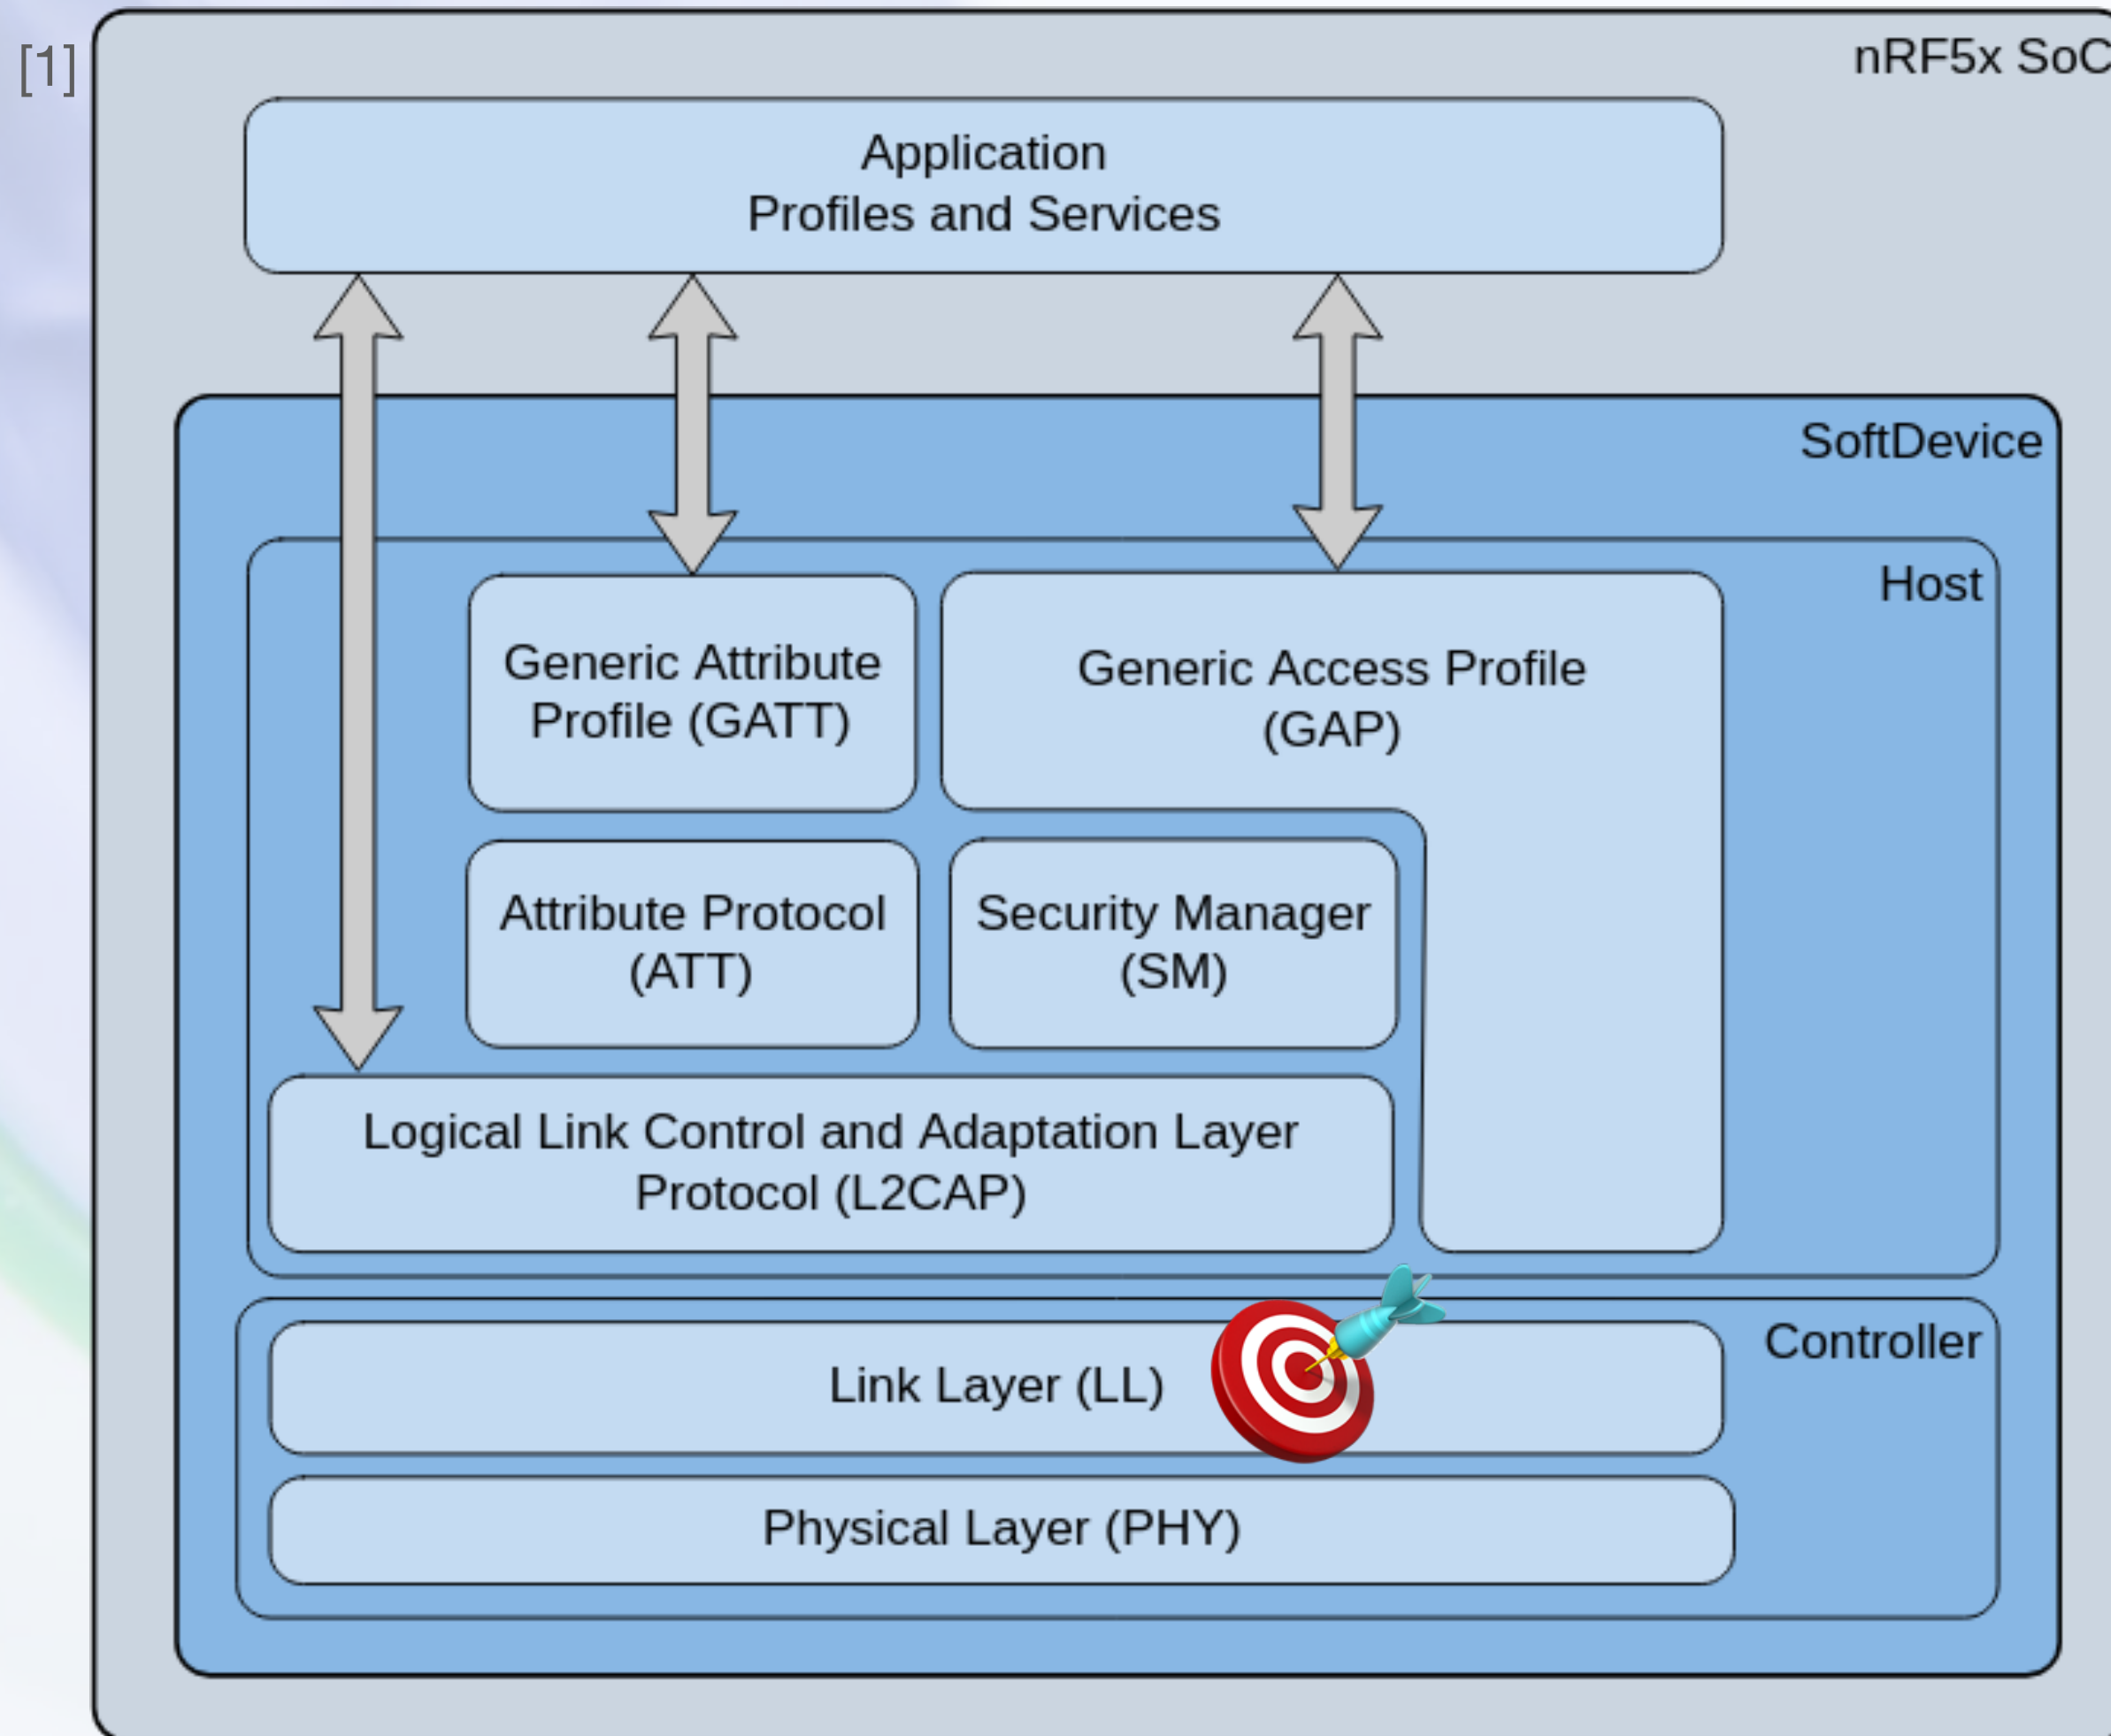 [1]
nRF5x SoC
Application
Profiles and Services
SoftDevice
Host
Generic Attribute
Profile (GATT)
Generic Access Profile
(GAP)
Attribute Protocol
(ATT)
Security Manager
(SM)
Logical Link Control and Adaptation Layer
Protocol (L2CAP)
Controller
Link Layer (LL)
Physical Layer (PHY)